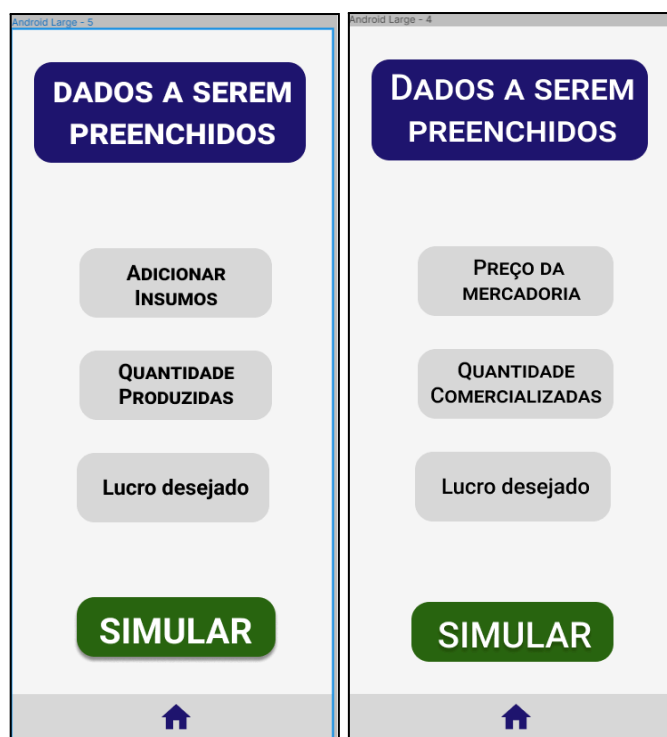 Android Large - 5
DADOS A SEREM
PREENCHIDOS
ADICIONAR
INSUMOS
QUANTIDADE
PRODUZIDAS
Lucro desejado
SIMULAR
Android Large - 4
DADOS A SEREM
PREENCHIDOS
PREÇO DA
MERCADORIA
QUANTIDADE
COMERCIALIZADAS
Lucro desejado
SIMULAR